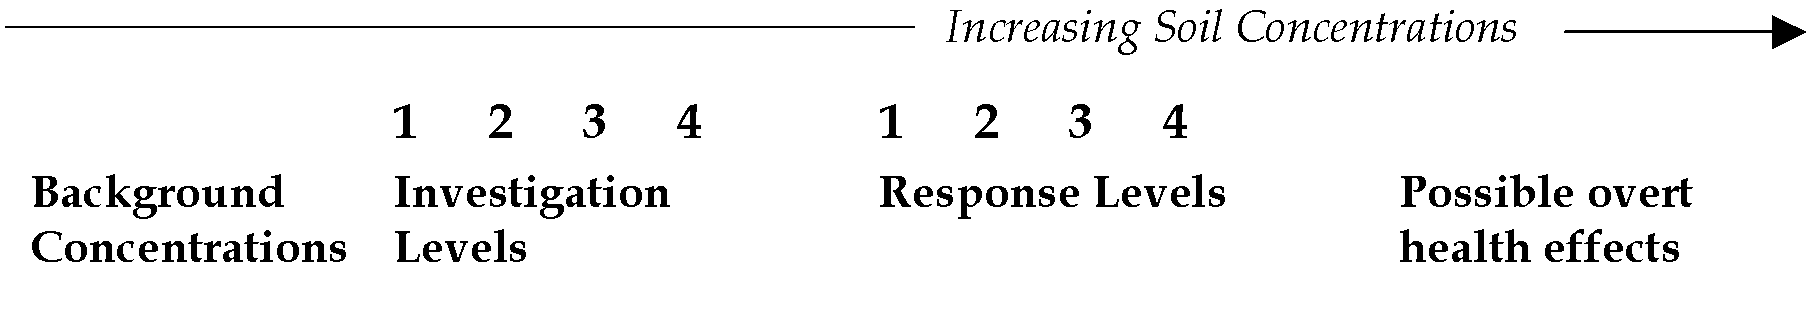 Increasing Soil Concentrations
1 2 3 4 1 2 3 4
Background Investigation Response Levels Possible overt
Concentrations Levels health effects